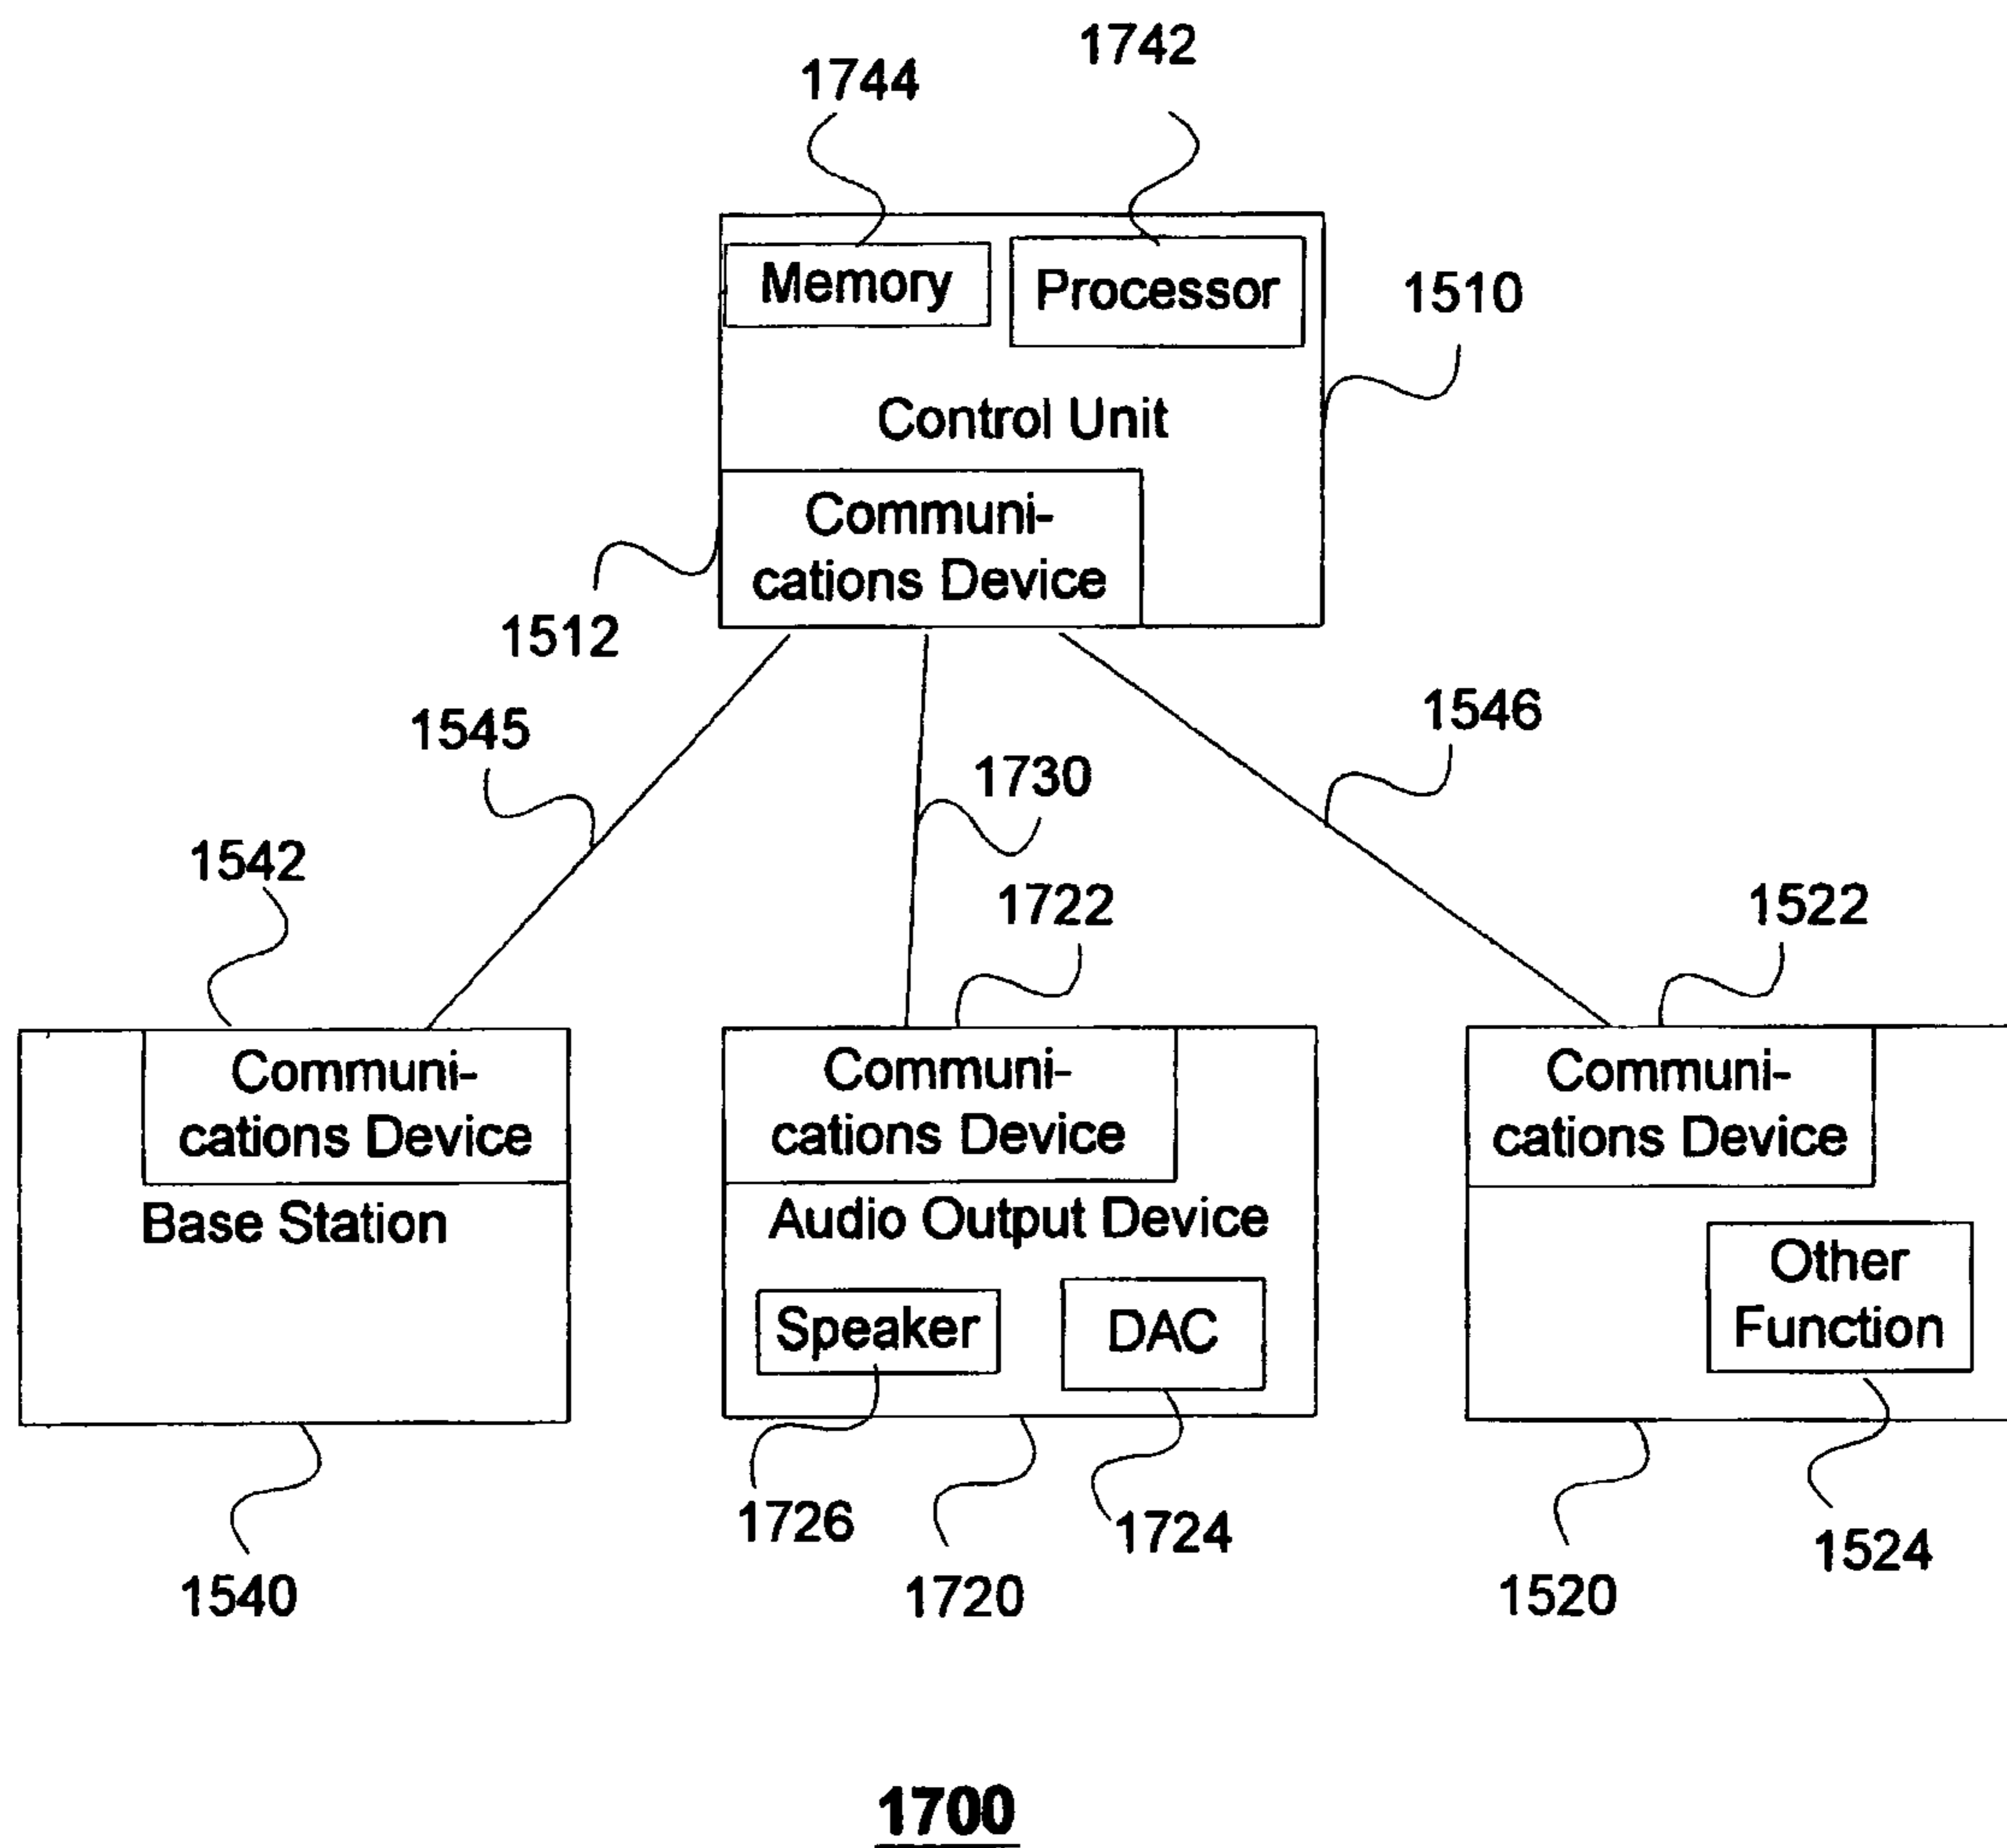 1742
1744
Memory
Processor
1510
Control Unit
Communi-
cations Device
1512
1545
1546
1730
1542
1722
1522
Communi-
cations Device
Base Station
Communi-
cations Device
Audio Output Device
Speaker
DAC
Communi-
cations Device
Other
Function
1726
1724
1524
1540
1720
1520
1700